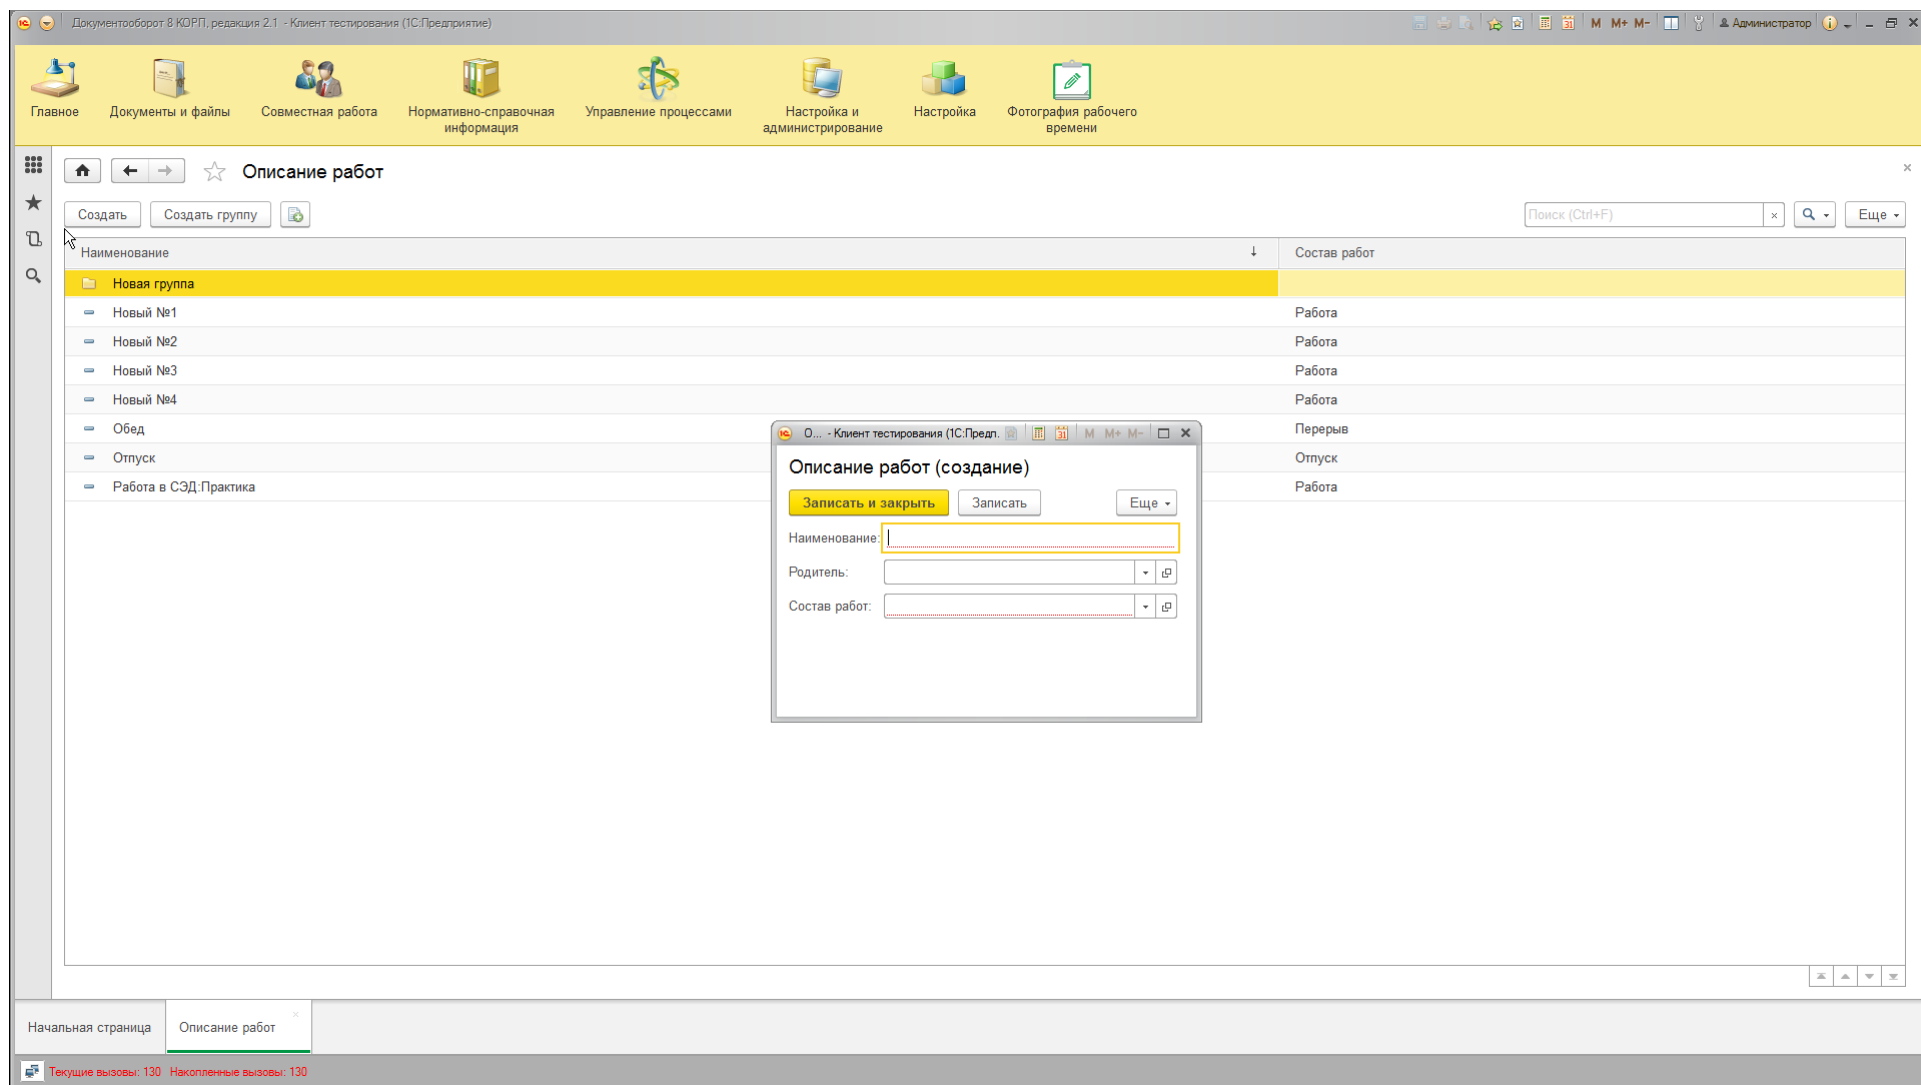 Документооборот 8 КОРП, редакция 2.1 - Клиент тестирования (1С:Предприятие)
M M+ M- Администратор
Главное
Документы и файлы
Совместная работа
Нормативно-справочная
информация
Управление процессами
Настройка и
администрирование
Настройка
Фотография рабочего
времени
Описание работ
Создать
Создать группу
Поиск (Ctrl+F)
Еще
Наименование
Состав работ
Новая группа
Новый №1 Работа
Новый №2 Работа
Новый №3 Работа
Новый №4 Работа
Обед Перерыв
Отпуск Отпуск
Работа в СЭД:Практика Работа
О... - Клиент тестирования (1С:Предп. 31 M M+ M-
Описание работ (создание)
Записать и закрыть
Записать
Еще
Наименование:
Родитель:
Состав работ:
Начальная страница
Описание работ
Текущие вызовы: 130 Накопленные вызовы: 130